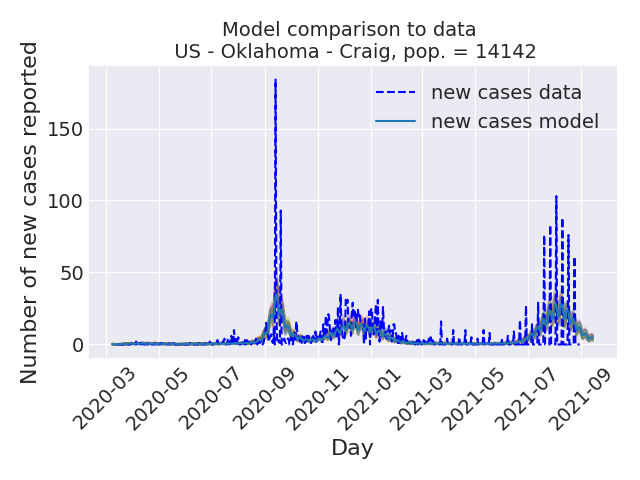 Model comparison to data
US - Oklahoma - Craig, pop. = 14142
new cases data
new cases model
Number of new cases reported
150
100
50
0
2020-03
2020-05
2020-07
2020-09
2020-11
2021-01
2021-03
2021-05
2021-07
2021-09
Day